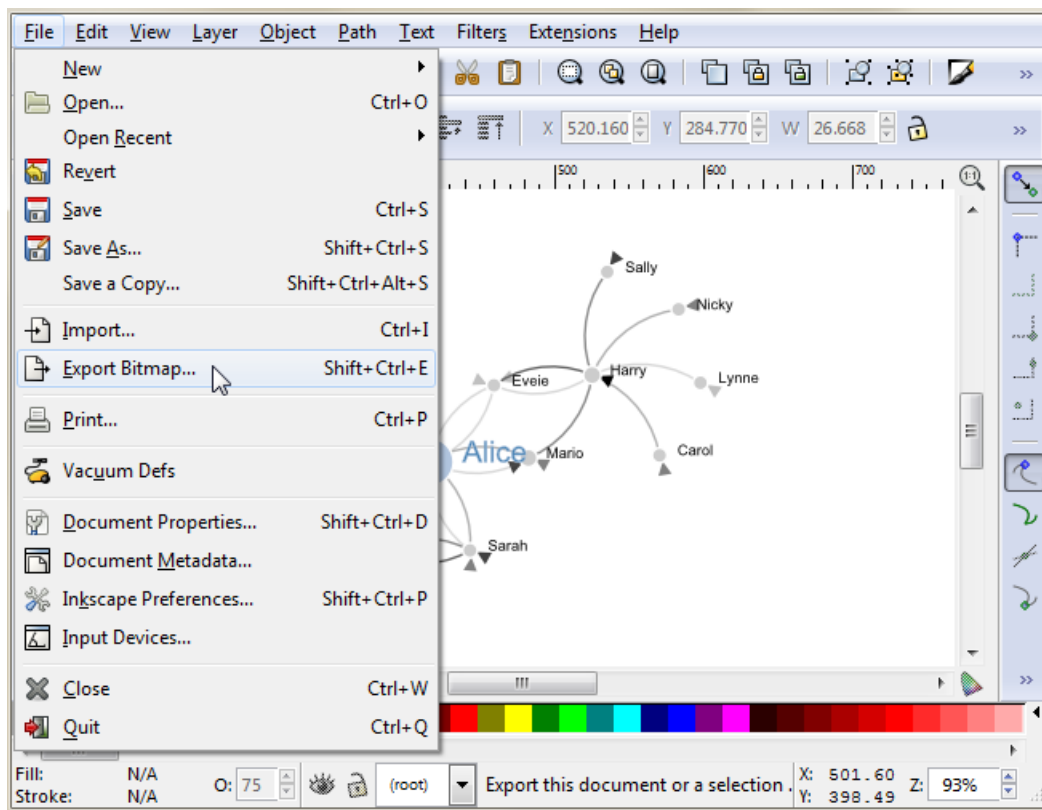 File Edit View Layer Object Path Text Filters Extensions Help
New
Open... Ctrl+O
Open Recent
Revert
Save Ctrl+S
Save As... Shift+Ctrl+S
Save a Copy... Shift+Ctrl+Alt+S
Import... Ctrl+I
Export Bitmap... Shift+Ctrl+E
Print... Ctrl+P
Vacuum Defs
Document Properties... Shift+Ctrl+D
Document Metadata...
Inkscape Preferences... Shift+Ctrl+P
Input Devices...
Close Ctrl+W
Quit Ctrl+Q
X 520.160 Y 284.770 W 26.668
500 600 700
1:1
Sally
Nicky
Eveie
Harry
Lynne
Alice
Mario
Carol
Sarah
Fill: N/A
Stroke: N/A
O: 75
(root)
Export this document or a selection .
X: 501.60
Y: 398.49
Z: 93%